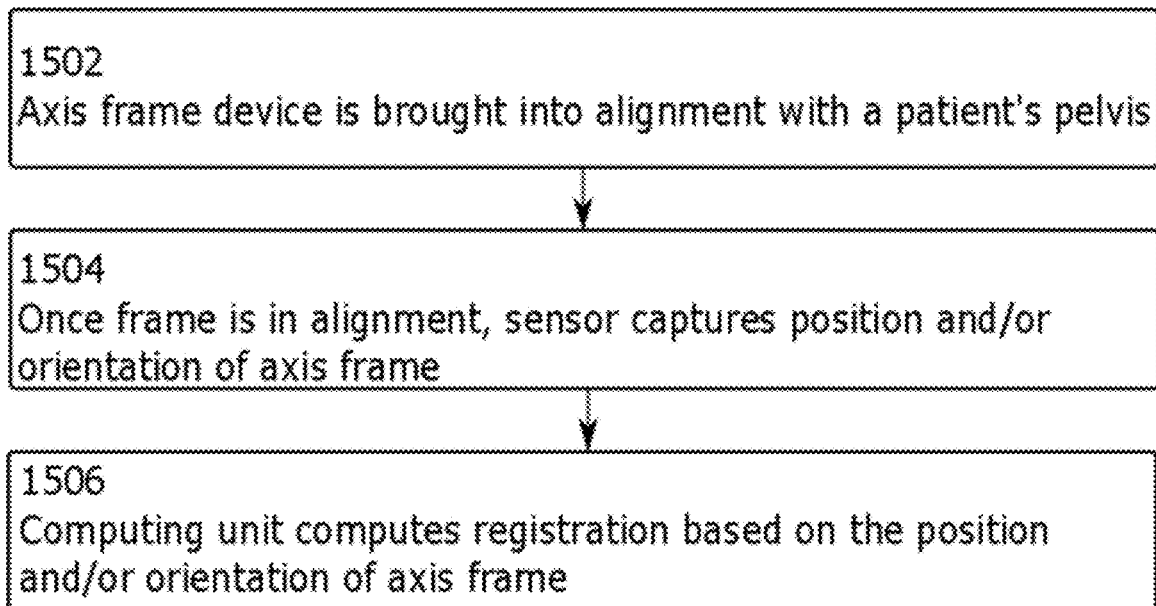 1502
Axis frame device is brought into alignment with a patient's pelvis
1504
Once frame is in alignment, sensor captures position and/or
orientation of axis frame
1506
Computing unit computes registration based on the position
and/or orientation of axis frame